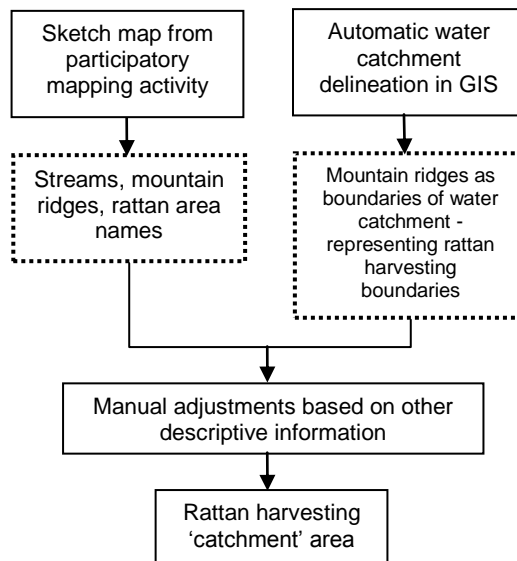 Sketch map from
participatory
mapping activity
Automatic water
catchment
delineation in GIS
Streams, mountain
ridges, rattan area
names
Mountain ridges as
boundaries of water
catchment -
representing rattan
harvesting
boundaries
Manual adjustments based on other
descriptive information
Rattan harvesting
‘catchment’ area